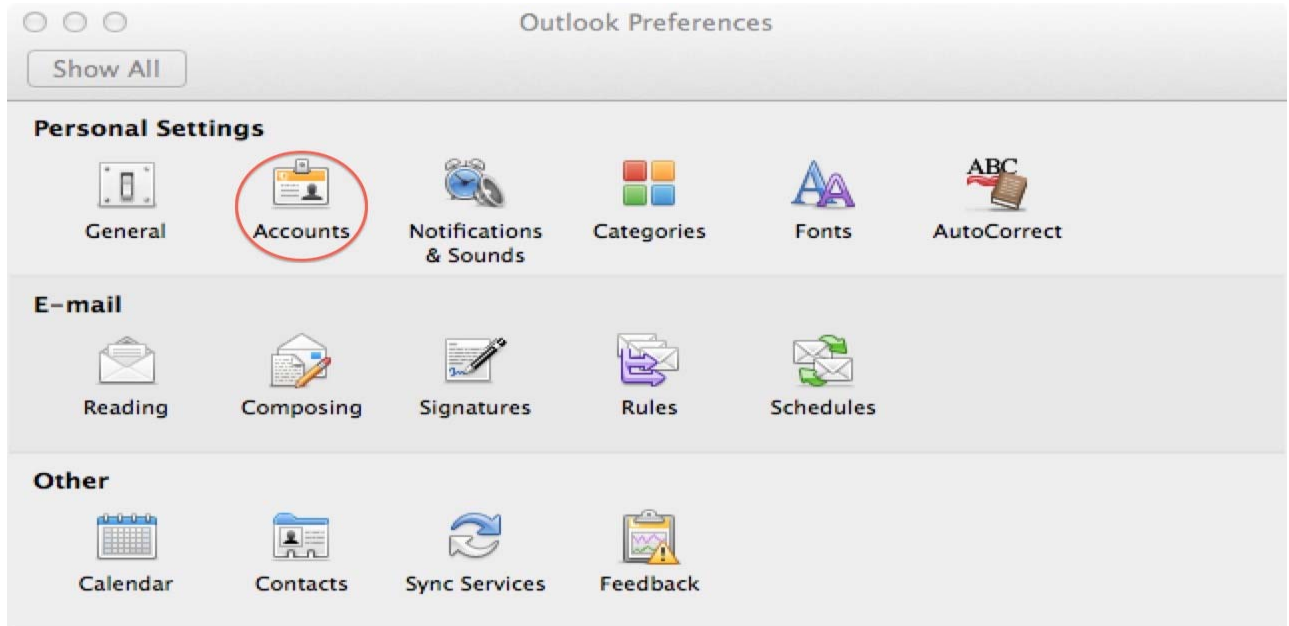 Outlook Preferences
Show All
Personal Settings
General
Accounts
Notifications
& Sounds
Categories
Fonts
ABC
AutoCorrect
E-mail
Reading
Composing
Signatures
Rules
Schedules
Other
Calendar
Contacts
Sync Services
Feedback